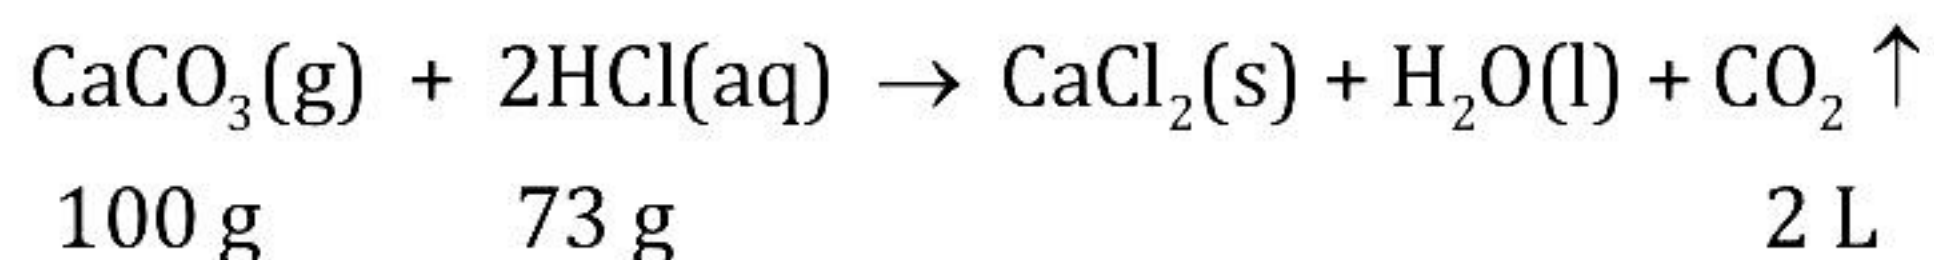 CaCO₃(g) + 2HCl(aq) → CaCl₂(s) + H₂O(l) + CO₂ ↑
100 g 73 g 2 L